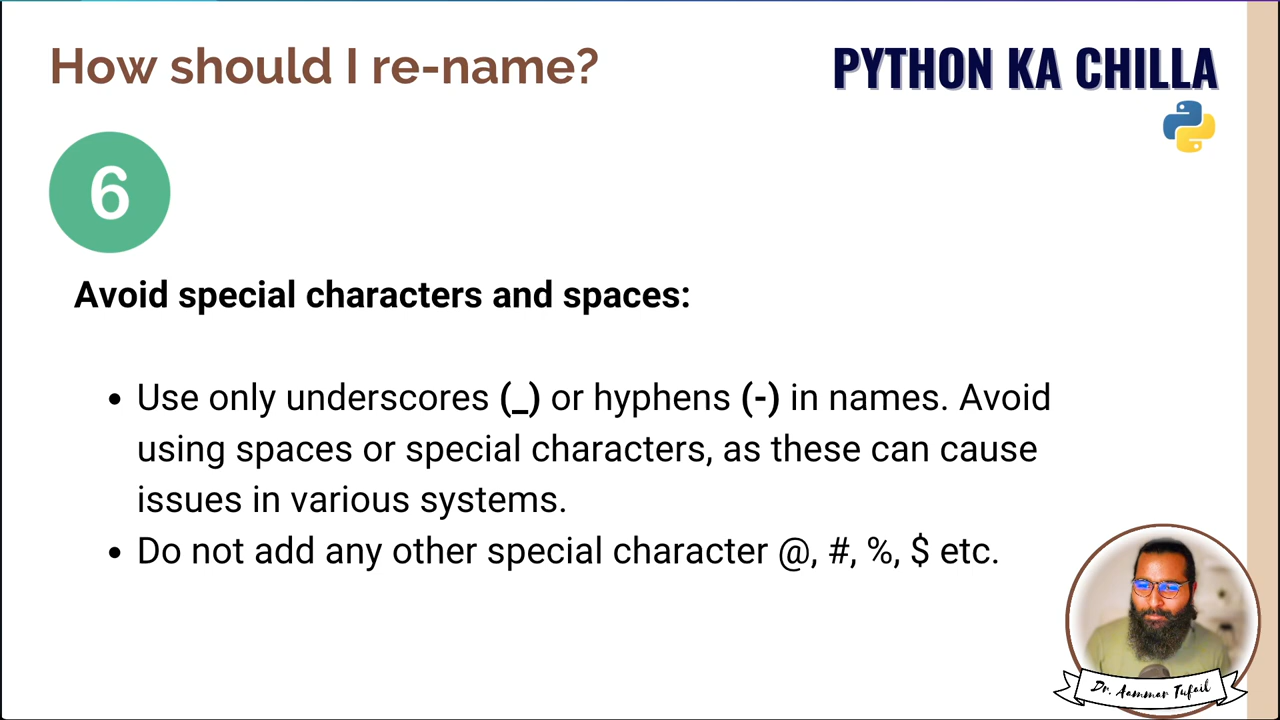 How should I re-name?
PYTHON KA CHILLA
6
Avoid special characters and spaces:
• Use only underscores (_) or hyphens (-) in names. Avoid
using spaces or special characters, as these can cause
issues in various systems.
• Do not add any other special character @, #, %, $ etc.
Dr. Aammar Tufail